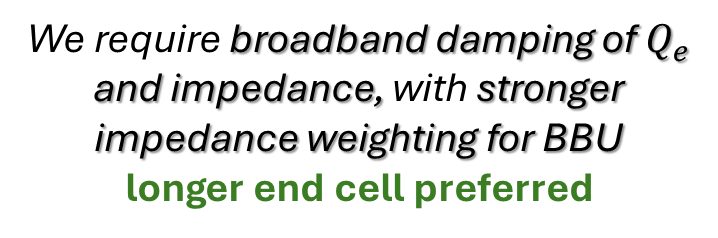 We require broadband damping of Qₑ
and impedance, with stronger
impedance weighting for BBU
longer end cell preferred